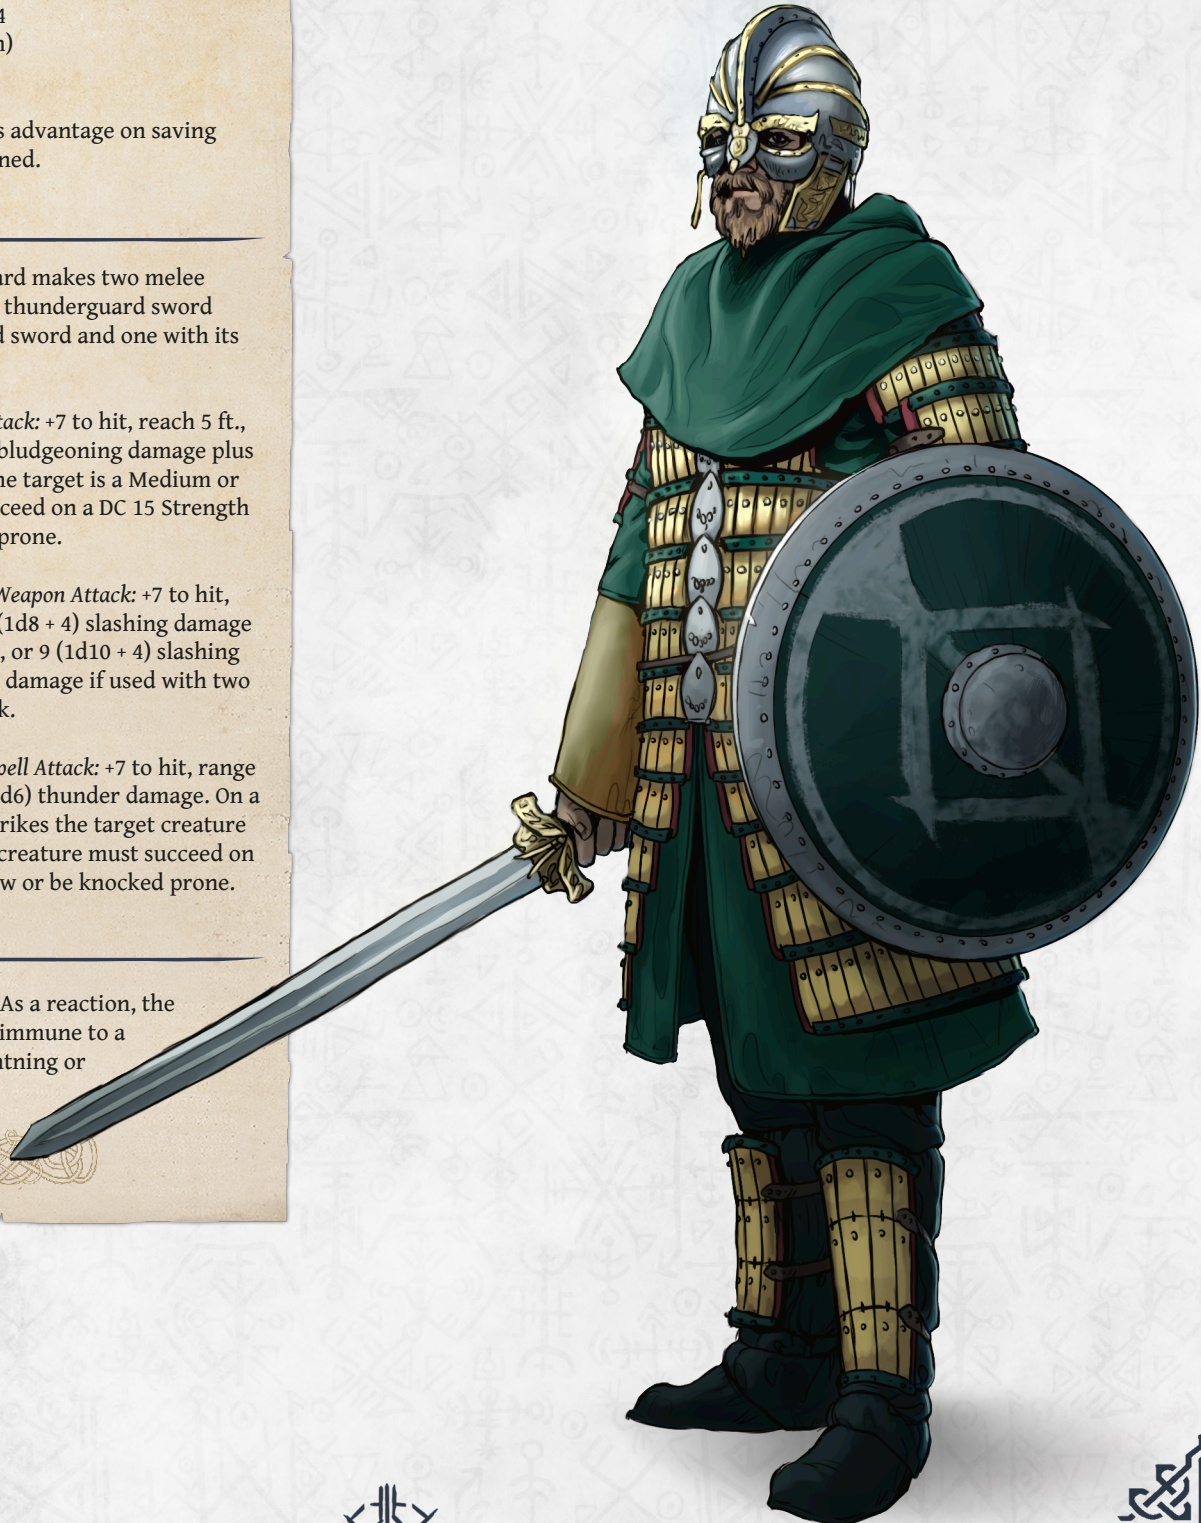 4
)
s advantage on saving
ned.
ard makes two melee
thunderguard sword
d sword and one with its
tack: +7 to hit, reach 5 ft.,
bludgeoning damage plus
he target is a Medium or
ceed on a DC 15 Strength
prone.
Weapon Attack: +7 to hit,
(1d8 + 4) slashing damage
, or 9 (1d10 + 4) slashing
damage if used with two
k.
pell Attack: +7 to hit, range
d6) thunder damage. On a
rikes the target creature
creature must succeed on
w or be knocked prone.
As a reaction, the
immune to a
htning or